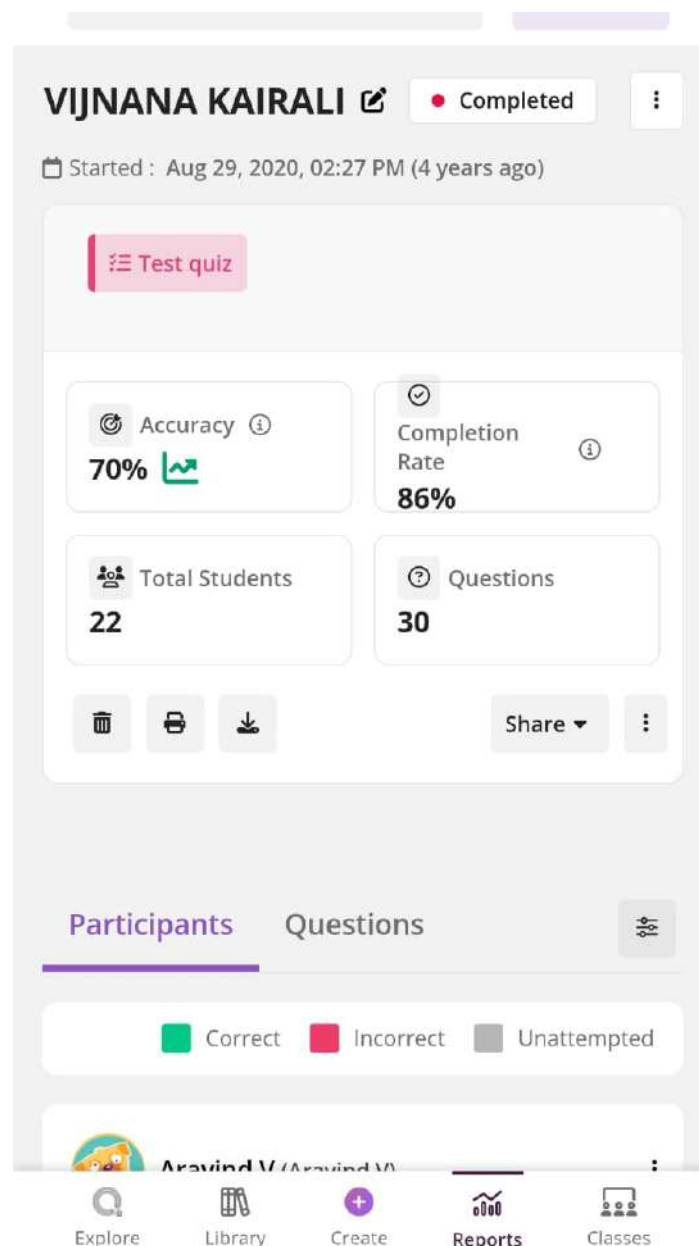 VIJNANA KAIRALI Completed
Started : Aug 29, 2020, 02:27 PM (4 years ago)
Test quiz
Accuracy
70%
Completion
Rate
86%
Total Students
22
Questions
30
Share
Participants Questions
Correct Incorrect Unattempted
Aravind V (Aravind V)
Explore Library Create Reports Classes